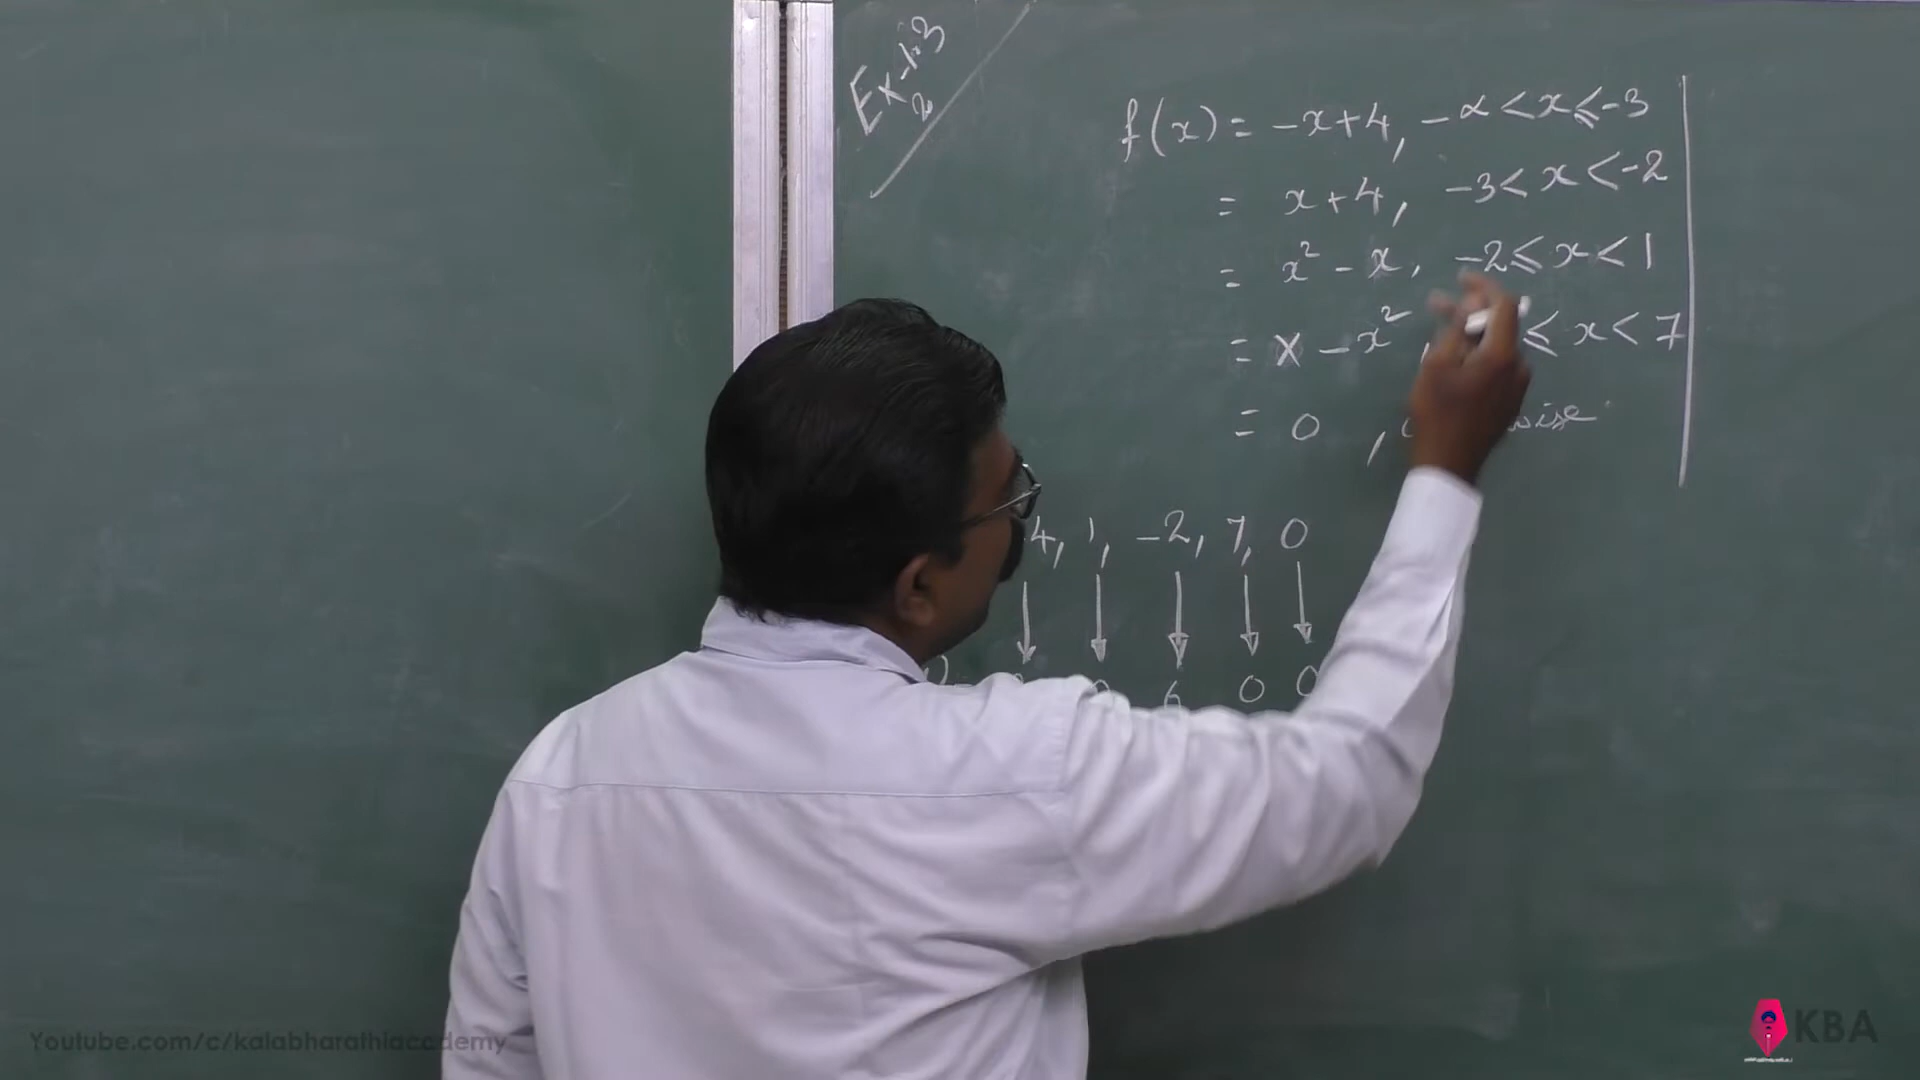 Ex-1.3
2
f(x) = -x+4, -∝ < x ≤ -3
= x+4, -3 < x < -2
= x² - x, -2 ≤ x < 1
= x - x², ≤ x < 7
= 0 ,
4, 1, -2, 7, 0
6 0 0
Youtube.com/c/kalabharathiacademy
KBA